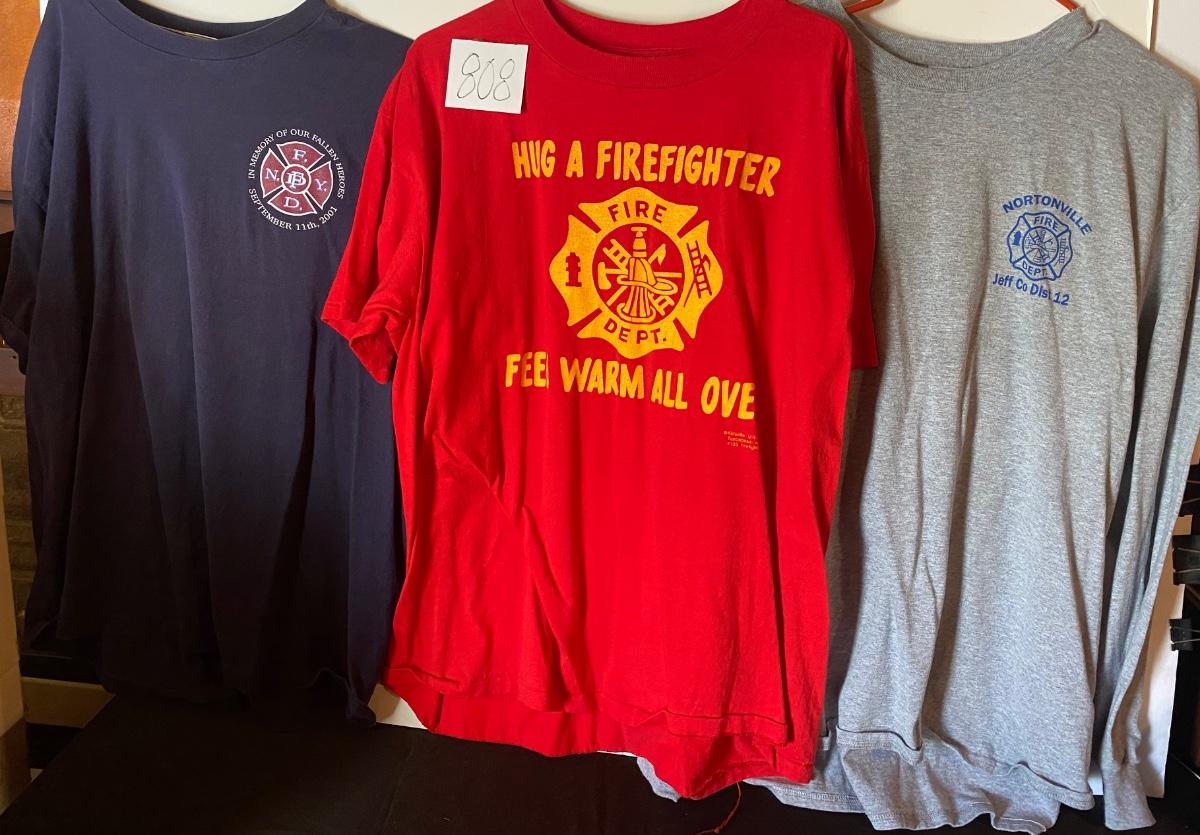 IN MEMORY OF OUR FALLEN HEROES
F.
N. FD Y.
D.
SEPTEMBER 11th, 2001
808
HUG A FIREFIGHTER
FIRE
DEPT.
FEEL WARM ALL OVE
NORTONVILLE
FIRE
DEPT.
Jeff Co Dist 12